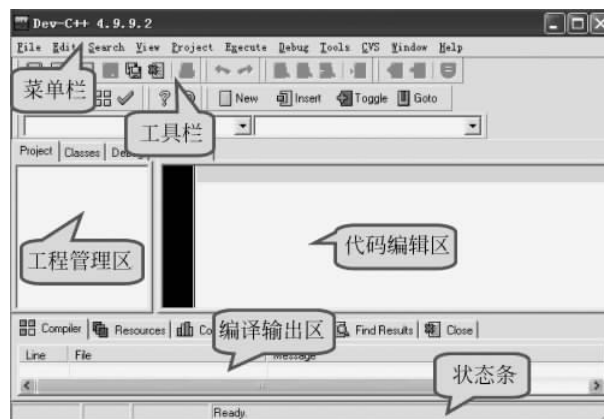 Dev-C++ 4.9.9.2
File Edit Search View Project Execute Debug Tools CVS Window Help
菜单栏
New Insert Toggle Goto
工具栏
Project Classes
工程管理区
代码编辑区
Compiler Resources 编译输出区 Find Results Close
Line File Message
状态条
Ready.